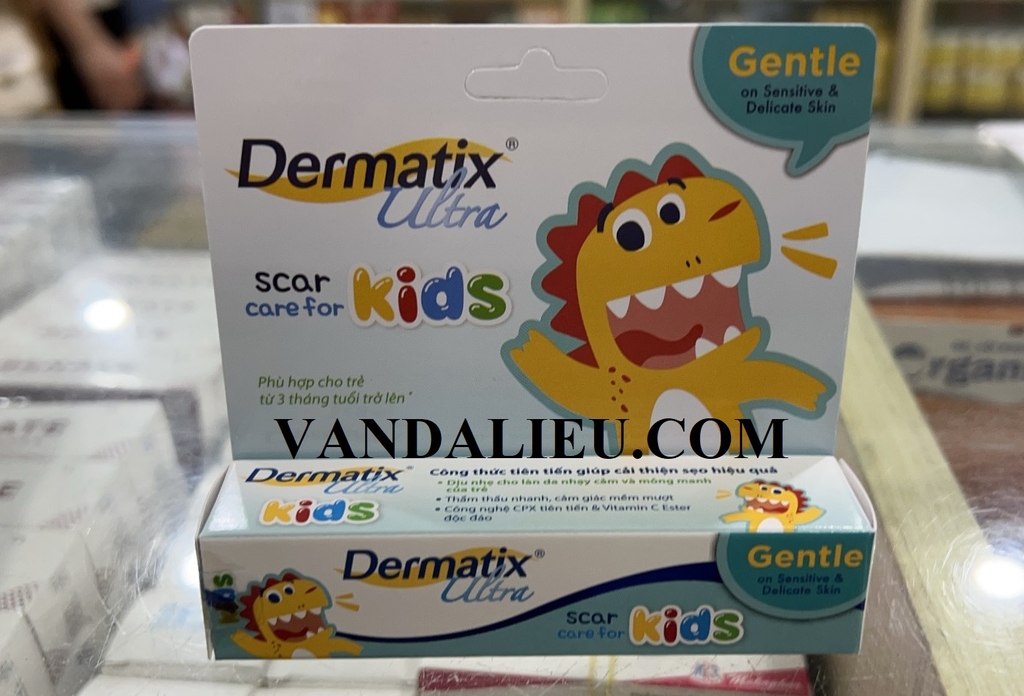 Gentle
on Sensitive &
Delicate Skin
Dermatix®
Ultra
scar
care for kids
Phù hợp cho trẻ
từ 3 tháng tuổi trở lên*
VANDALIEU.COM
Dermatix®
Ultra
kids
Công thức tiên tiến giúp cải thiện sẹo hiệu quả
• Dịu nhẹ cho làn da nhạy cảm và mỏng manh
của trẻ
• Thẩm thấu nhanh, cảm giác mềm mượt
• Công nghệ CPX tiên tiến & Vitamin C Ester
độc đáo
Dermatix®
Ultra
Gentle
on Sensitive &
Delicate Skin
scar
care for kids